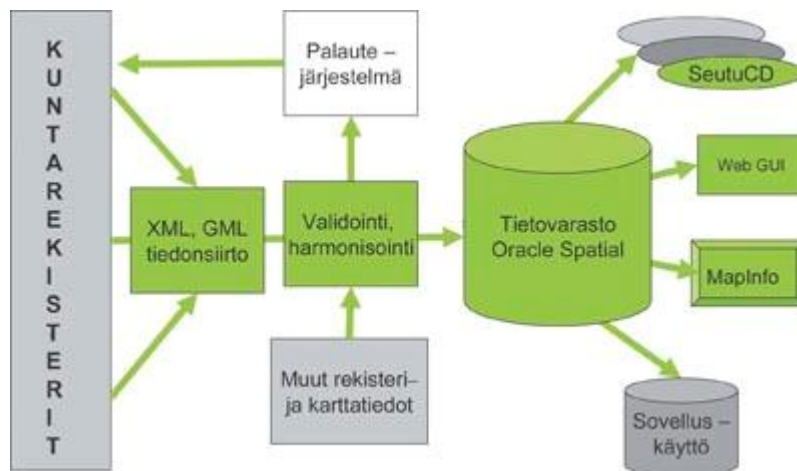 KUNTAREKISTERIT
Palaute –
järjestelmä
XML, GML
tiedonsiirto
Validointi,
harmonisointi
Muut rekisteri–
ja karttatiedot
Tietovarasto
Oracle Spatial
SeutuCD
Web GUI
MapInfo
Sovellus –
käyttö